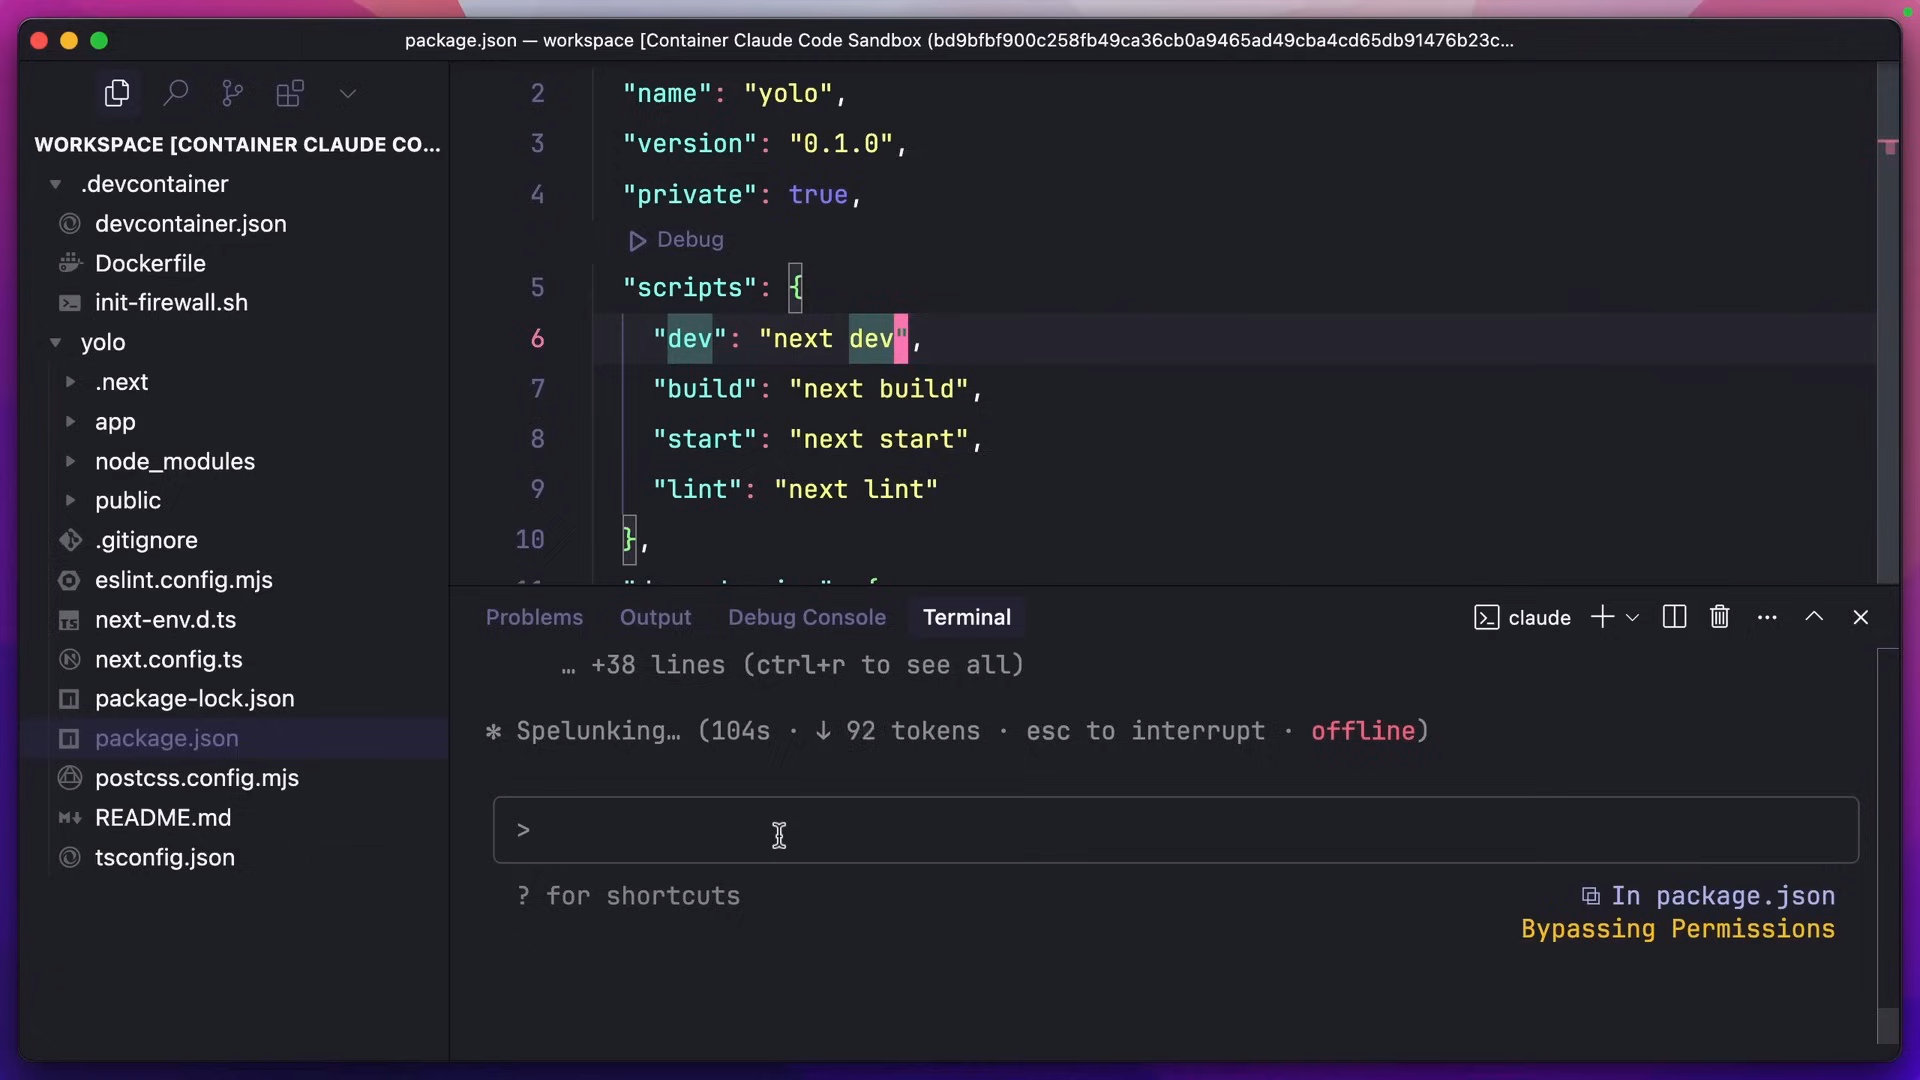 package.json — workspace [Container Claude Code Sandbox (bd9bfbf900c258fb49ca36cb0a9465ad49cba4cd65db91476b23c...
WORKSPACE [CONTAINER CLAUDE CO...
.devcontainer
devcontainer.json
Dockerfile
init-firewall.sh
yolo
.next
app
node_modules
public
.gitignore
eslint.config.mjs
next-env.d.ts
next.config.ts
package-lock.json
package.json
postcss.config.mjs
README.md
tsconfig.json
2 "name": "yolo",
3 "version": "0.1.0",
4 "private": true,
Debug
5 "scripts": {
6 "dev": "next dev",
7 "build": "next build",
8 "start": "next start",
9 "lint": "next lint"
10 },
Problems Output Debug Console Terminal claude
… +38 lines (ctrl+r to see all)
✻ Spelunking… (104s · ↓ 92 tokens · esc to interrupt · offline)
>
? for shortcuts
In package.json
Bypassing Permissions